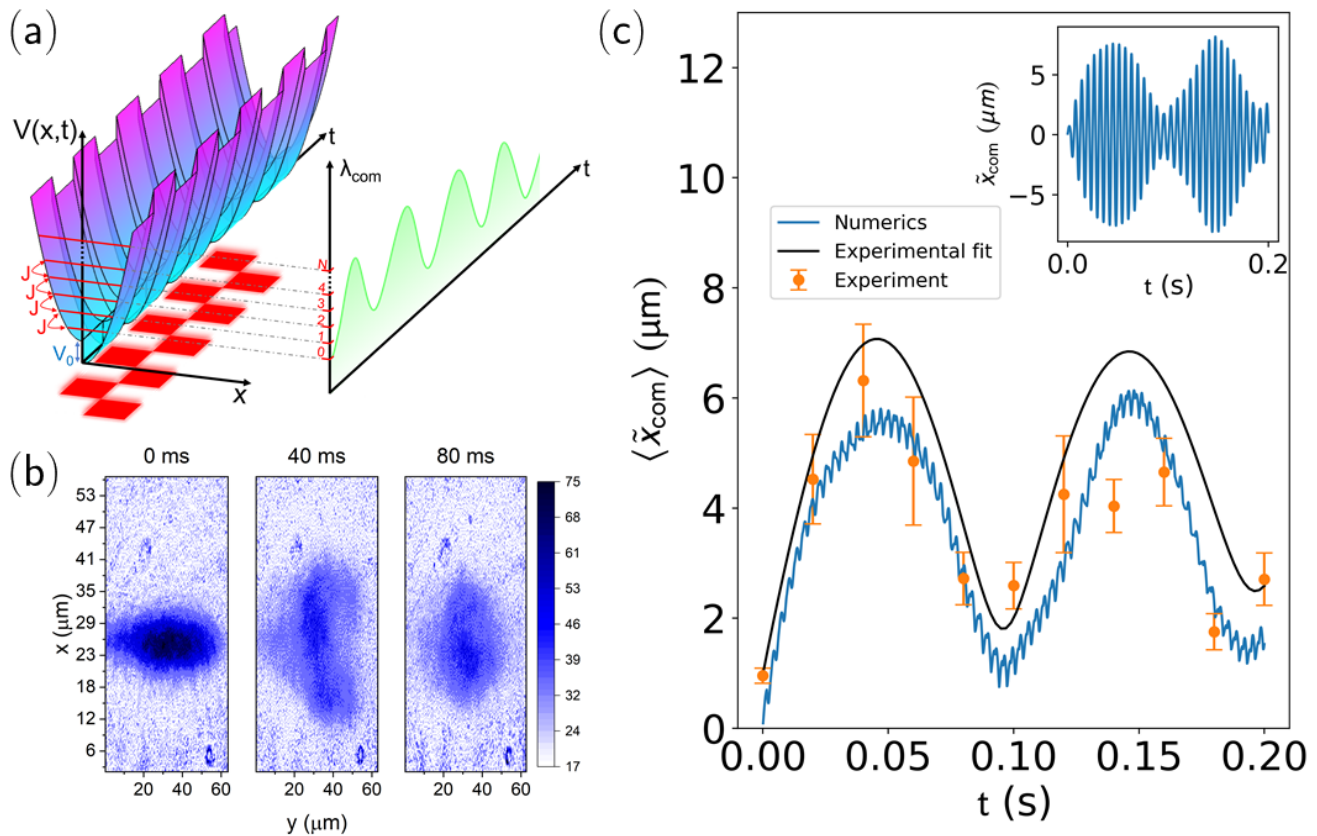 (a)
V(x,t)
t
λcom
t
N
4
3
2
1
0
J
J
J
J
V0
x
(b)
0 ms
40 ms
80 ms
53
47
41
35
29
23
18
12
6
x (μm)
20 40 60
20 40 60
20 40 60
y (μm)
75
68
61
53
46
39
32
24
17
(c)
12
10
8
6
4
2
0
⟨x̃com⟩ (μm)
0.00 0.05 0.10 0.15 0.20
t (s)
Numerics
Experimental fit
Experiment
5
0
−5
x̃com (μm)
0.0 0.2
t (s)